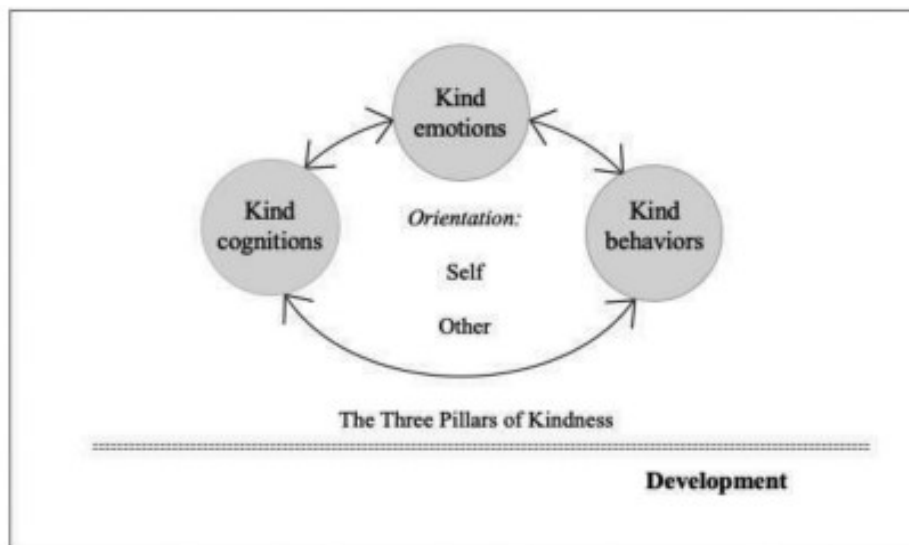 Kind
emotions
Kind
cognitions
Orientation:
Self
Other
Kind
behaviors
The Three Pillars of Kindness
Development